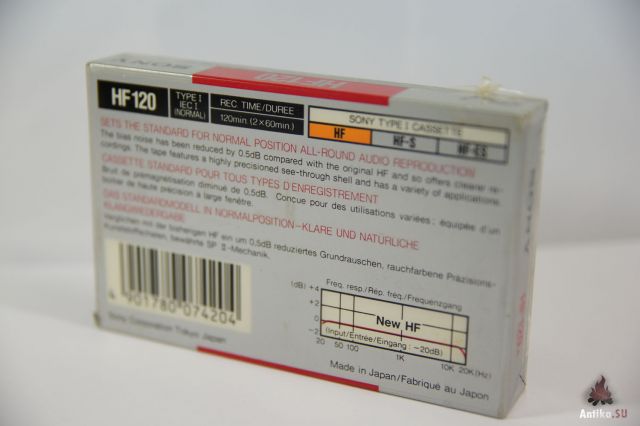 SONY
HF120
HF120
TYPE I
IEC I
(NORMAL)
REC TIME/DUREE
120min. (2×60min.)
SONY TYPE I CASSETTE
HF
HF-S
HF-ES
SETS THE STANDARD FOR NORMAL POSITION ALL-ROUND AUDIO REPRODUCTION
The bias noise has been reduced by 0.5dB compared with the original HF and so offers clearer re-
cordings. The tape features a highly precisioned see-through shell and has a variety of applications.
CASSETTE STANDARD POUR TOUS TYPES D'ENREGISTREMENT
Bruit de prémagnétisation diminué de 0,5dB. Conçue pour des utilisations variées; équipée d'un
boîtier de haute précision à large fenêtre.
DAS STANDARDMODELL IN NORMALPOSITION–KLARE UND NATÜRLICHE
KLANGWIEDERGABE
Verglichen mit der bisherigen HF ein um 0,5dB reduziertes Grundrauschen, rauchfarbene Präzisions-
Kunststoffschalen, bewährte SP II-Mechanik.
4 901780 074204
Sony Corporation Tokyo Japan
Freq. resp./Rép. fréq./Frequenzgang
(dB) +4
+2
0
-2
New HF
(Input/Entrée/Eingang: –20dB)
20 50 100 1K 10K 20K(Hz)
Made in Japan/Fabriqué au Japon
SONY
Antika.SU